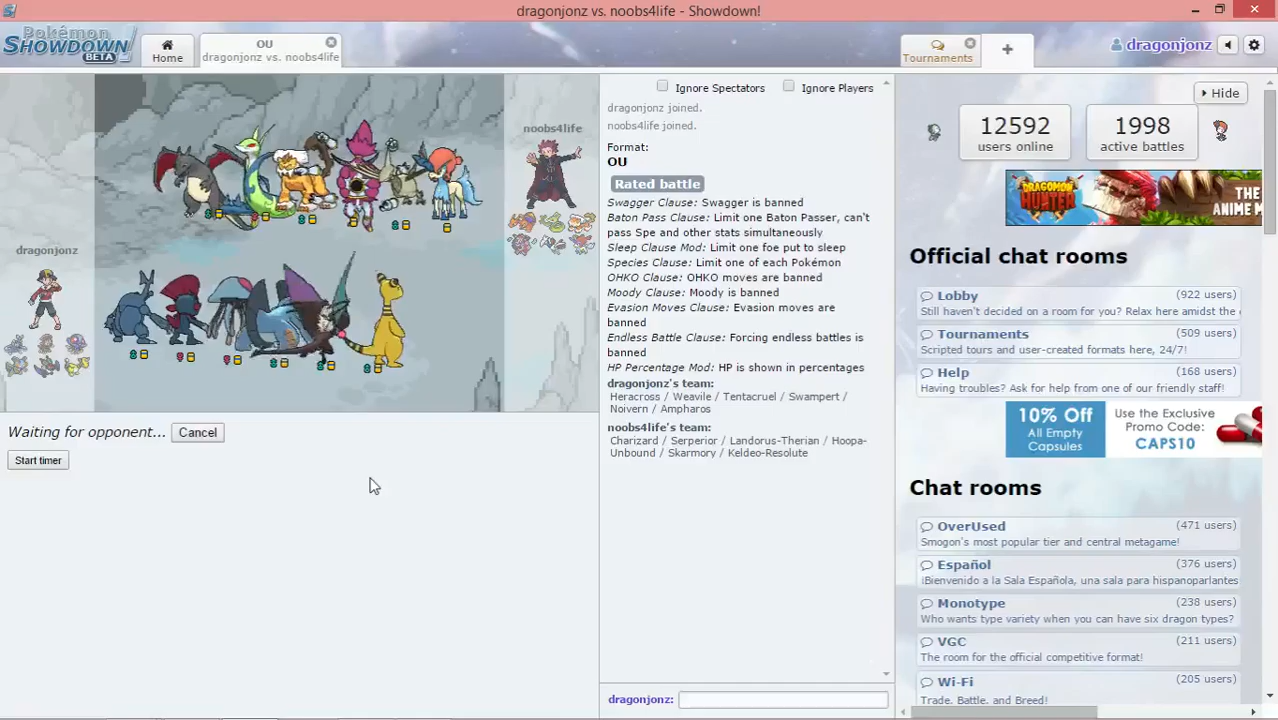 dragonjonz vs. noobs4life - Showdown!
Pokémon
SHOWDOWN
BETA
Home
OU
dragonjonz vs. noobs4life
Tournaments
+
dragonjonz
noobs4life
dragonjonz
Waiting for opponent... Cancel
Start timer
Ignore Spectators Ignore Players
dragonjonz joined.
noobs4life joined.
Format:
OU
Rated battle
Swagger Clause: Swagger is banned
Baton Pass Clause: Limit one Baton Passer, can't
pass Spe and other stats simultaneously
Sleep Clause Mod: Limit one foe put to sleep
Species Clause: Limit one of each Pokémon
OHKO Clause: OHKO moves are banned
Moody Clause: Moody is banned
Evasion Moves Clause: Evasion moves are
banned
Endless Battle Clause: Forcing endless battles is
banned
HP Percentage Mod: HP is shown in percentages
dragonjonz's team:
Heracross / Weavile / Tentacruel / Swampert /
Noivern / Ampharos
noobs4life's team:
Charizard / Serperior / Landorus-Therian / Hoopa-
Unbound / Skarmory / Keldeo-Resolute
dragonjonz:
Hide
12592
users online
1998
active battles
DRAGOMON
HUNTER
THE
ANIME M
Official chat rooms
Lobby (922 users)
Still haven't decided on a room for you? Relax here amidst the
Tournaments (509 users)
Scripted tours and user-created formats here, 24/7!
Help (168 users)
Having troubles? Ask for help from one of our friendly staff!
10% Off
All Empty
Capsules
Use the Exclusive
Promo Code:
CAPS10
Chat rooms
OverUsed (471 users)
Smogon's most popular tier and central metagame!
Español (376 users)
¡Bienvenido a la Sala Española, una sala para hispanoparlantes
Monotype (238 users)
Who wants type variety when you can have six dragon types?
VGC (211 users)
The room for the official competitive format!
Wi-Fi (205 users)
Trade. Battle. and Breed!